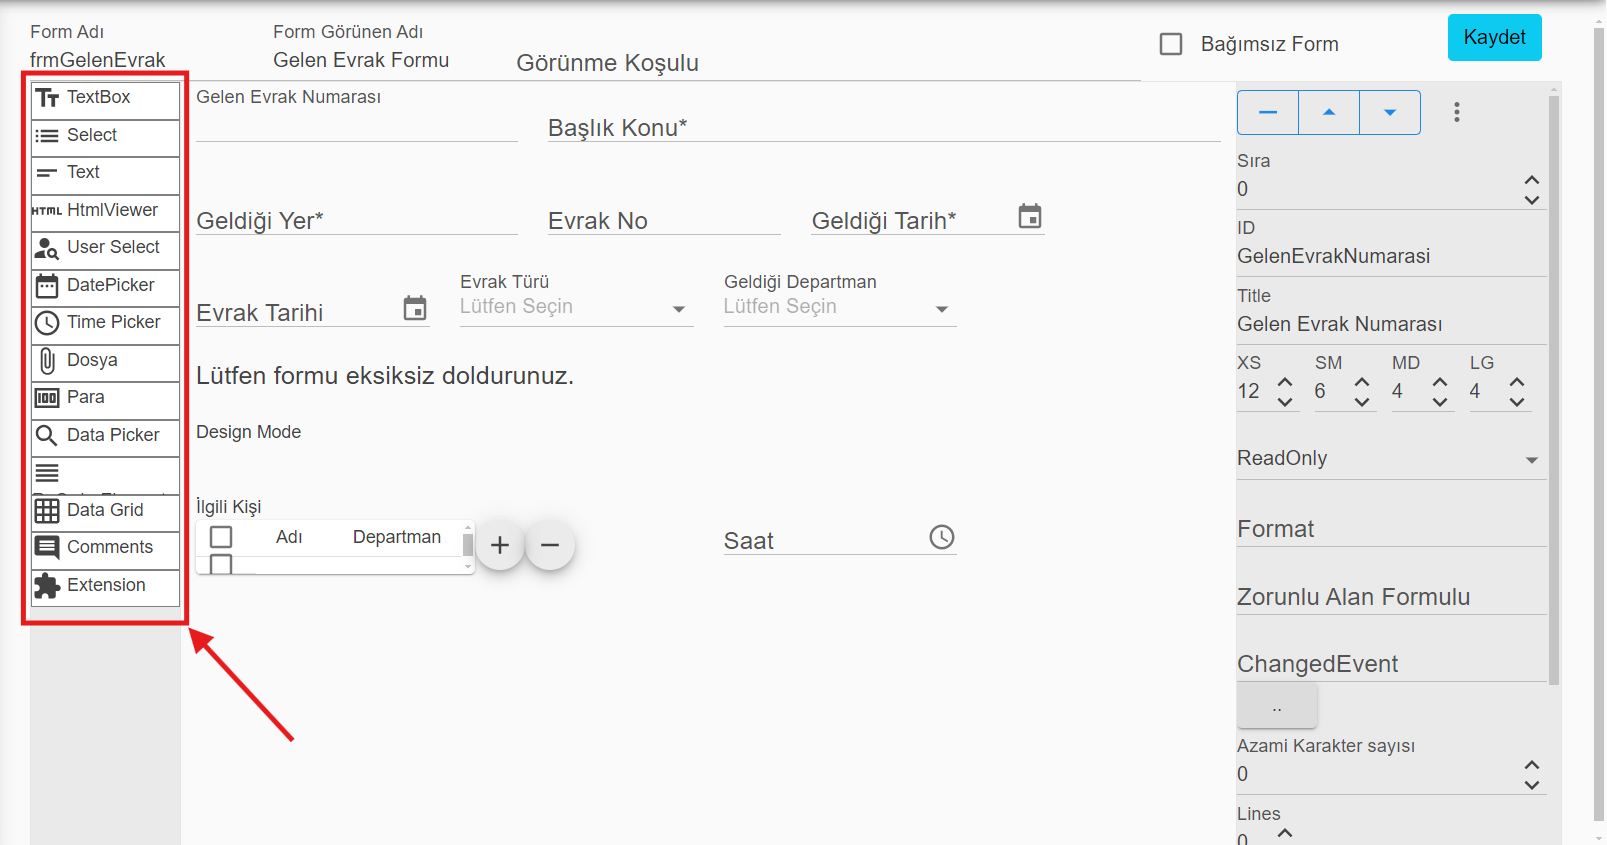 Form Adı
frmGelenEvrak
Form Görünen Adı
Gelen Evrak Formu
Görünme Koşulu
Bağımsız Form
Kaydet
TextBox
Select
Text
HTML HtmlViewer
User Select
DatePicker
Time Picker
Dosya
100 Para
Data Picker
Data Grid
Comments
Extension
Gelen Evrak Numarası
Başlık Konu*
Geldiği Yer*
Evrak No
Geldiği Tarih*
Evrak Tarihi
Evrak Türü
Lütfen Seçin
Geldiği Departman
Lütfen Seçin
Lütfen formu eksiksiz doldurunuz.
Design Mode
İlgili Kişi
Adı Departman
Saat
Sıra
0
ID
GelenEvrakNumarasi
Title
Gelen Evrak Numarası
XS SM MD LG
12 6 4 4
ReadOnly
Format
Zorunlu Alan Formulu
ChangedEvent
..
Azami Karakter sayısı
0
Lines
0